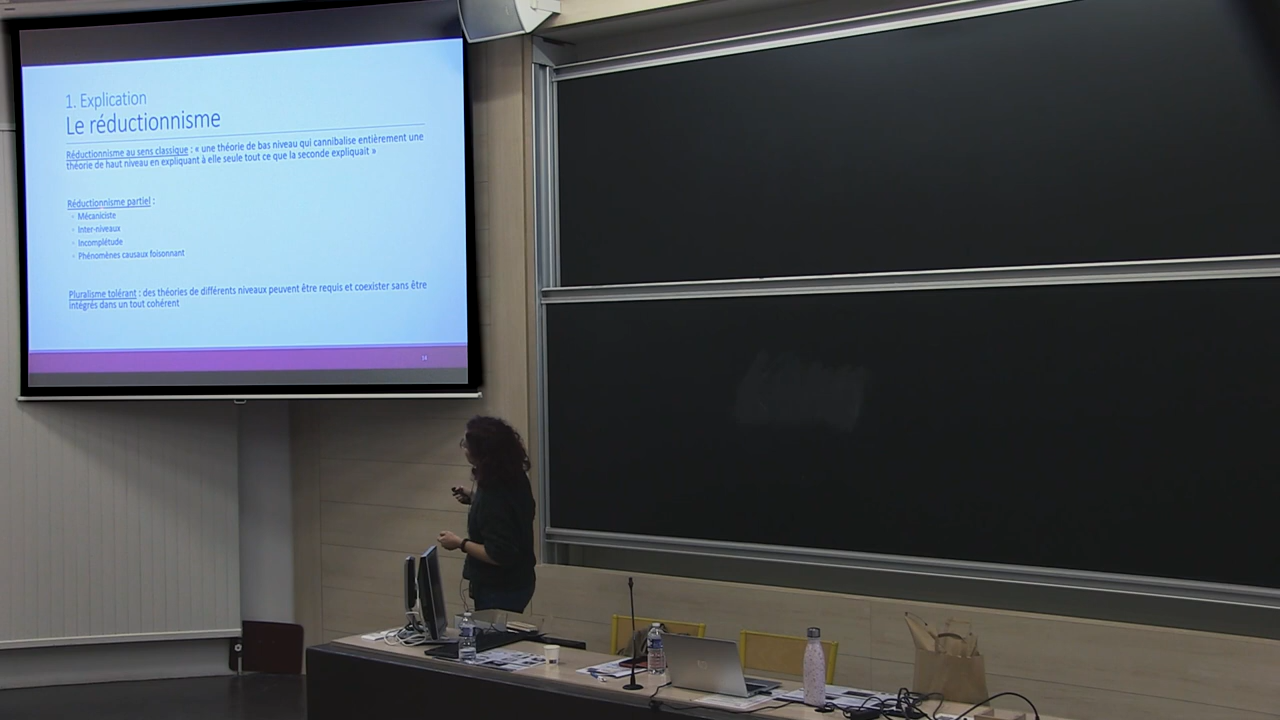 1. Explication
Le réductionnisme
Réductionnisme au sens classique : « une théorie de bas niveau qui cannibalise entièrement une
théorie de haut niveau en expliquant à elle seule tout ce que la seconde expliquait »
Réductionnisme partiel :
◦ Mécaniciste
◦ Inter-niveaux
◦ Incomplétude
◦ Phénomènes causaux foisonnant
Pluralisme tolérant : des théories de différents niveaux peuvent être requis et coexister sans être
intégrés dans un tout cohérent
14